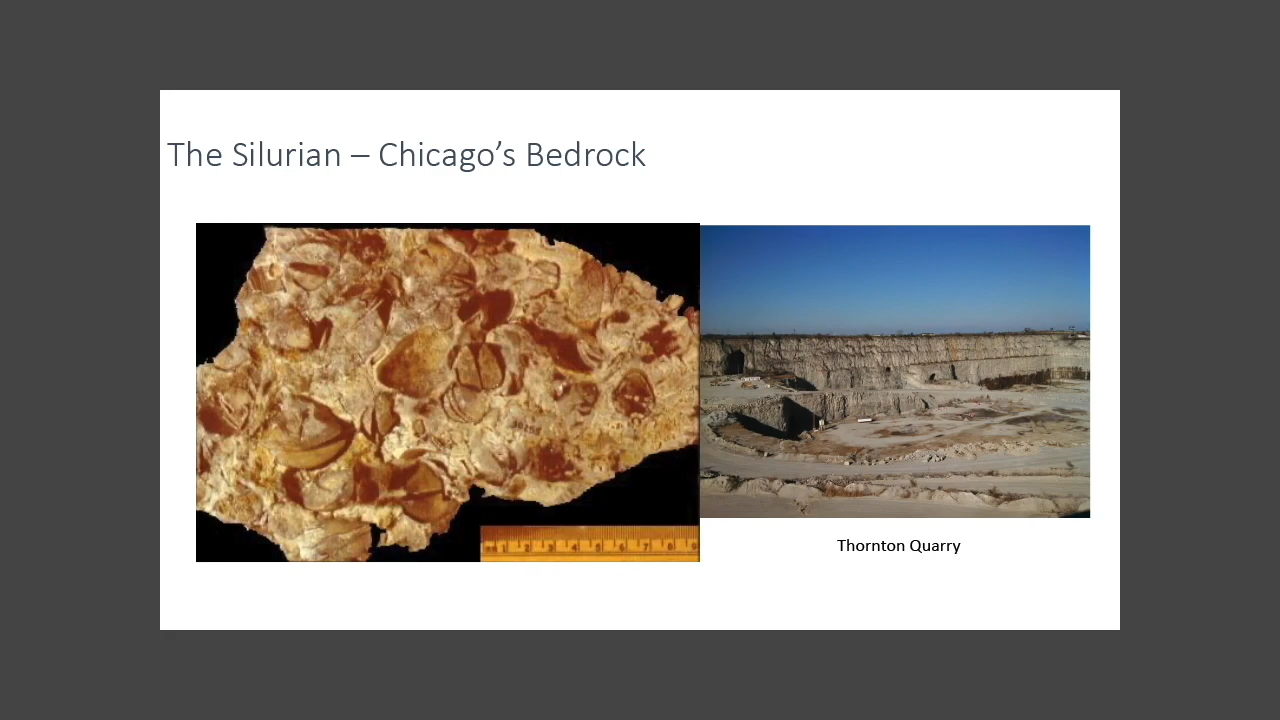 The Silurian – Chicago’s Bedrock
Thornton Quarry